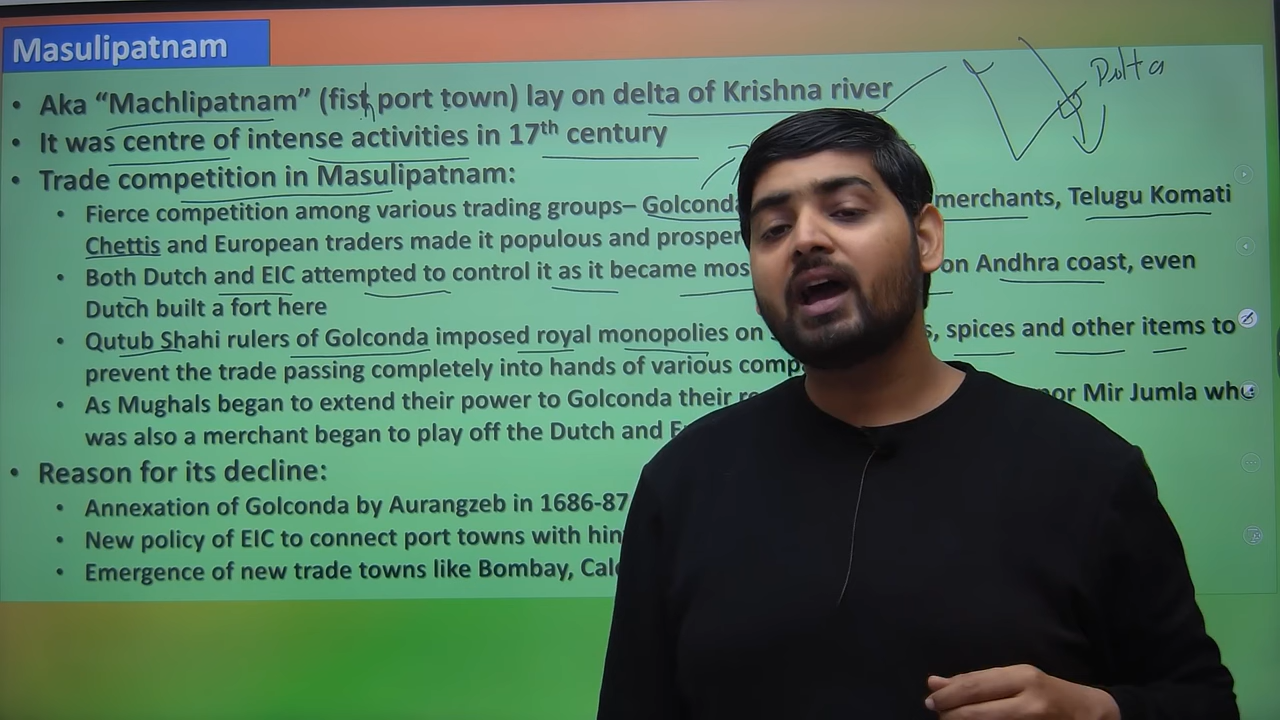 Masulipatnam
• Aka “Machlipatnam” (fist port town) lay on delta of Krishna river
h
Delta
• It was centre of intense activities in 17th century
• Trade competition in Masulipatnam:
• Fierce competition among various trading groups– Golconda merchants, Telugu Komati
Chettis and European traders made it populous and prosper
• Both Dutch and EIC attempted to control it as it became mos on Andhra coast, even
Dutch built a fort here
• Qutub Shahi rulers of Golconda imposed royal monopolies on spices and other items to
prevent the trade passing completely into hands of various comp
• As Mughals began to extend their power to Golconda their Mir Jumla who
was also a merchant began to play off the Dutch and
• Reason for its decline:
• Annexation of Golconda by Aurangzeb in 1686-87
• New policy of EIC to connect port towns with hin
• Emergence of new trade towns like Bombay,